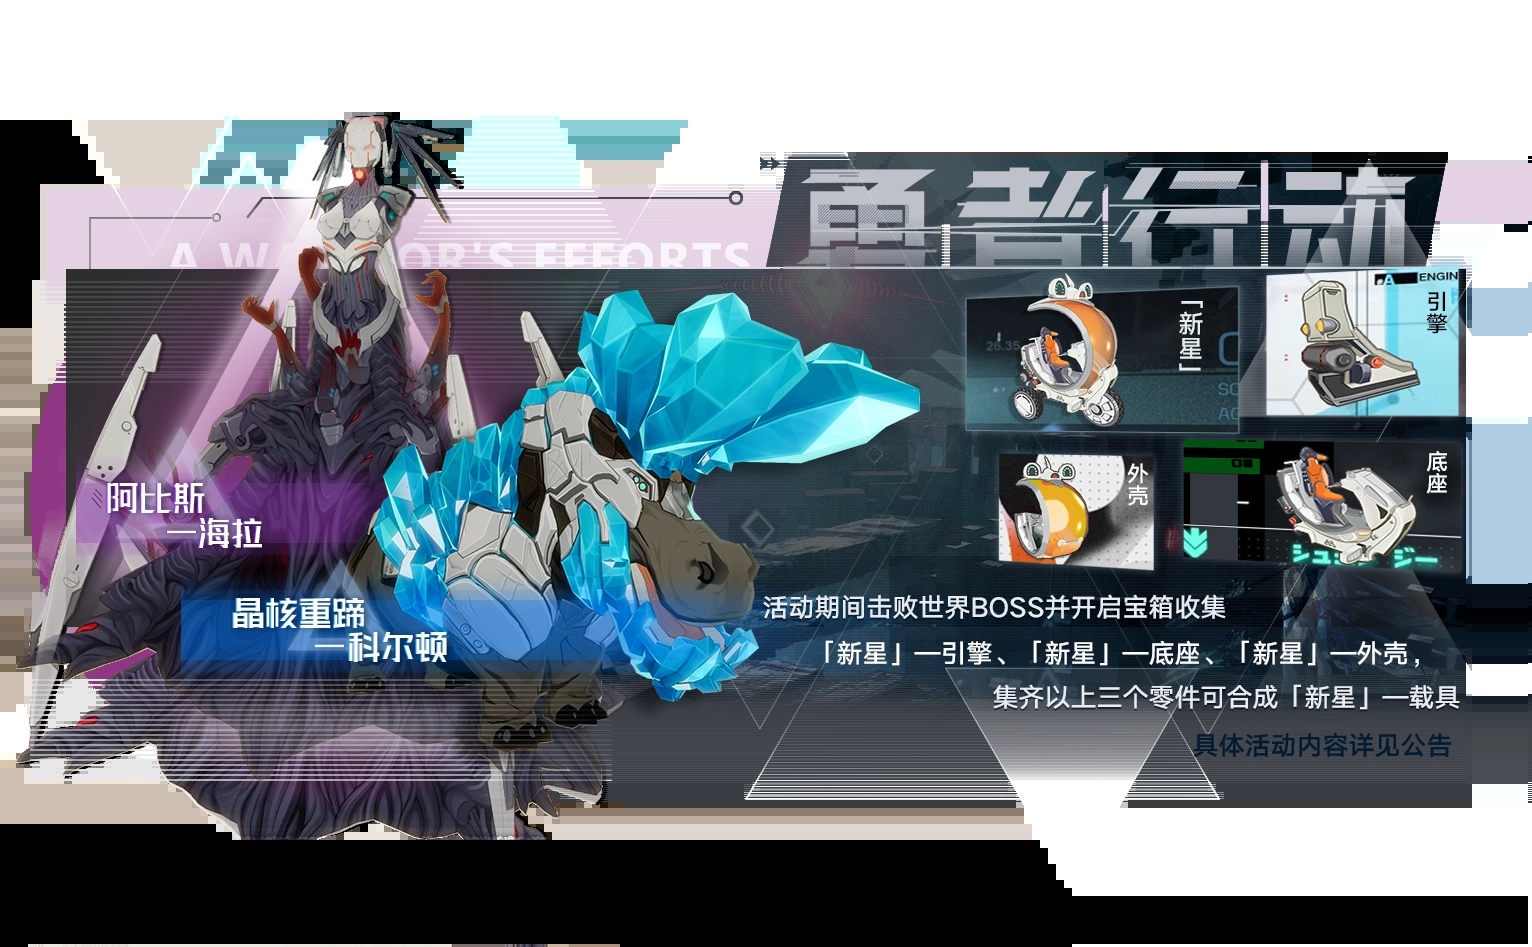 勇者行动
A WARRIOR'S EFFORTS
「新星」
ENGIN
引擎
26.35
外壳
底座
阿比斯
—海拉
晶核重蹄
—科尔顿
活动期间击败世界BOSS并开启宝箱收集
「新星」—引擎、「新星」—底座、「新星」—外壳，
集齐以上三个零件可合成「新星」—载具
具体活动内容详见公告